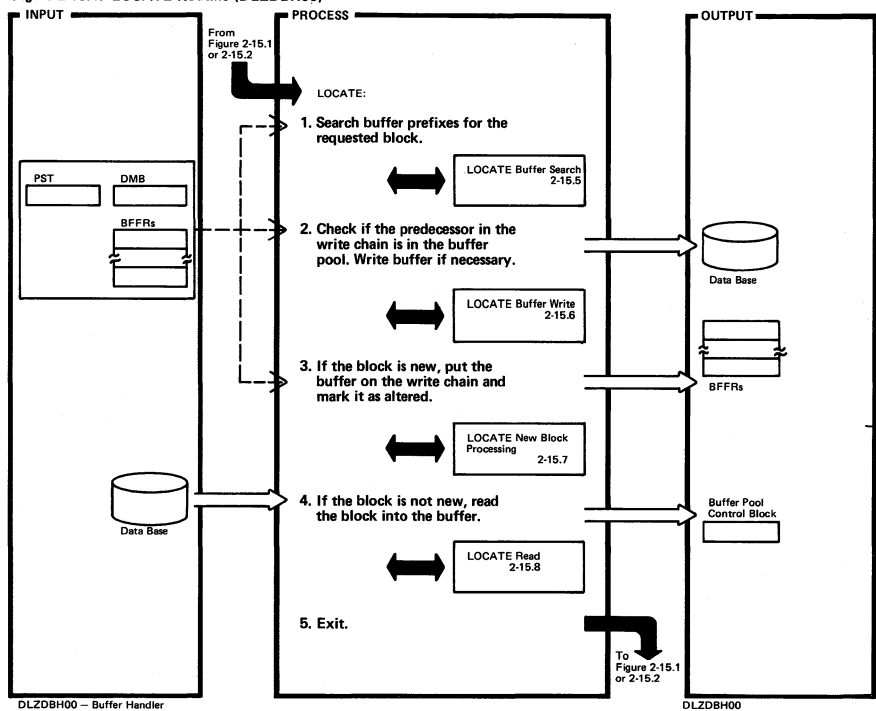 INPUT
PROCESS
OUTPUT
From
Figure 2-15.1
or 2-15.2
LOCATE:
1. Search buffer prefixes for the
requested block.
LOCATE Buffer Search
2-15.5
PST
DMB
BFFRs
2. Check if the predecessor in the
write chain is in the buffer
pool. Write buffer if necessary.
Data Base
LOCATE Buffer Write
2-15.6
3. If the block is new, put the
buffer on the write chain and
mark it as altered.
BFFRs
LOCATE New Block
Processing
2-15.7
Data Base
4. If the block is not new, read
the block into the buffer.
Buffer Pool
Control Block
LOCATE Read
2-15.8
5. Exit.
To
Figure 2-15.1
or 2-15.2
DLZDBH00 — Buffer Handler
DLZDBH00